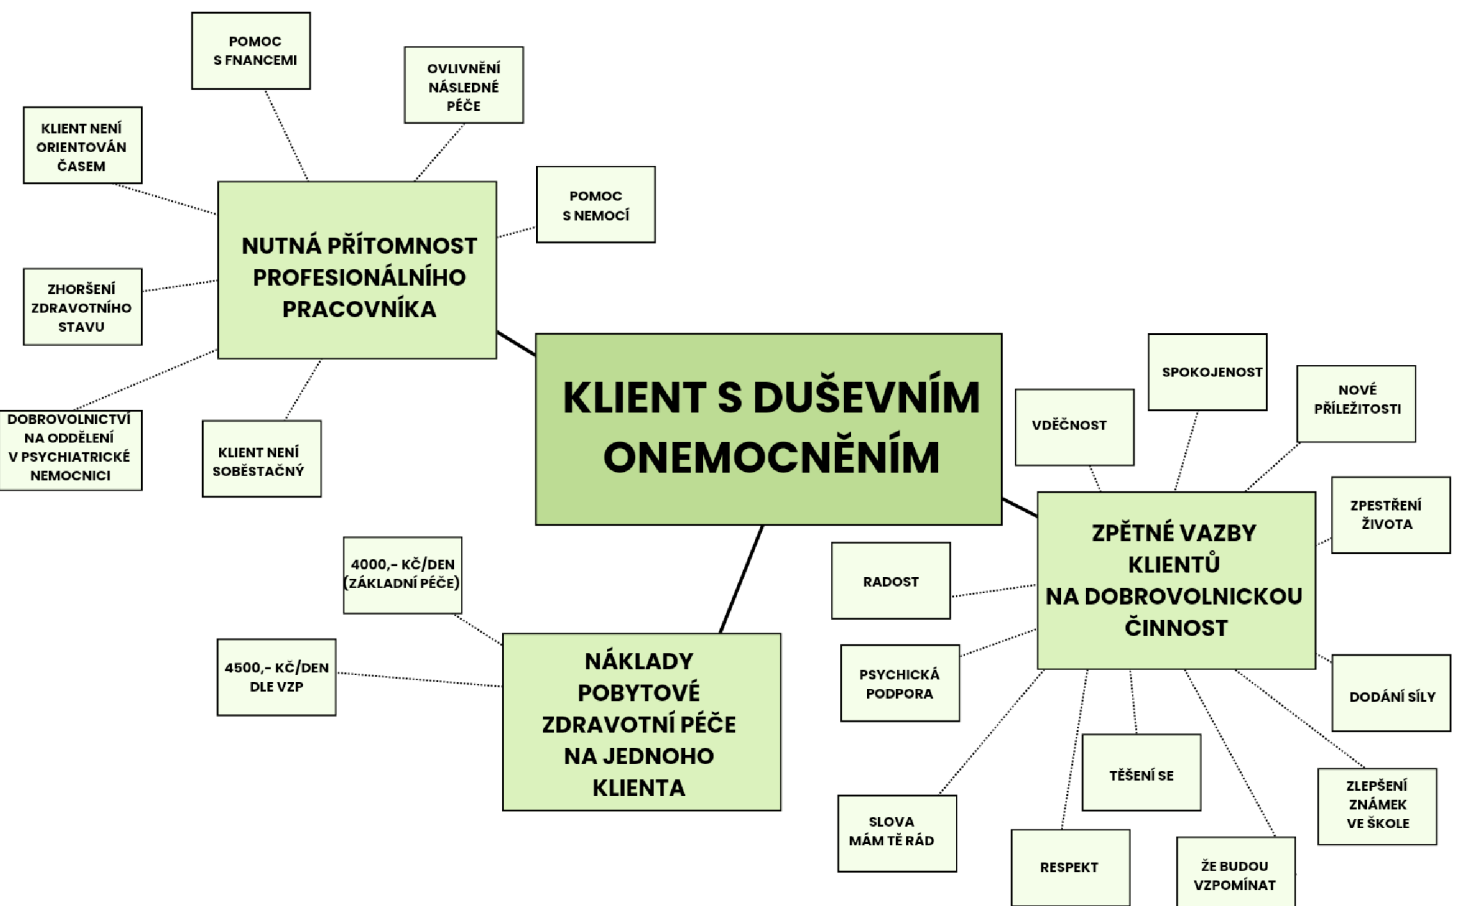 POMOC
S FNANCEMI
OVLIVNĚNÍ
NÁSLEDNÉ
PÉČE
KLIENT NENÍ
ORIENTOVÁN
ČASEM
POMOC
S NEMOCÍ
NUTNÁ PŘÍTOMNOST
PROFESIONÁLNÍHO
PRACOVNÍKA
ZHORŠENÍ
ZDRAVOTNÍHO
STAVU
DOBROVOLNICTVÍ
NA ODDĚLENÍ
V PSYCHIATRICKÉ
NEMOCNICI
KLIENT NENÍ
SOBĚSTAČNÝ
KLIENT S DUŠEVNÍM
ONEMOCNĚNÍM
4000,- KČ/DEN
(ZÁKLADNÍ PÉČE)
4500,- KČ/DEN
DLE VZP
NÁKLADY
POBYTOVÉ
ZDRAVOTNÍ PÉČE
NA JEDNOHO
KLIENTA
VDĚČNOST
SPOKOJENOST
NOVÉ
PŘÍLEŽITOSTI
ZPESTŘENÍ
ŽIVOTA
ZPĚTNÉ VAZBY
KLIENTŮ
NA DOBROVOLNICKOU
ČINNOST
RADOST
PSYCHICKÁ
PODPORA
DODÁNÍ SÍLY
TĚŠENÍ SE
ZLEPŠENÍ
ZNÁMEK
VE ŠKOLE
SLOVA
MÁM TĚ RÁD
RESPEKT
ŽE BUDOU
VZPOMÍNAT